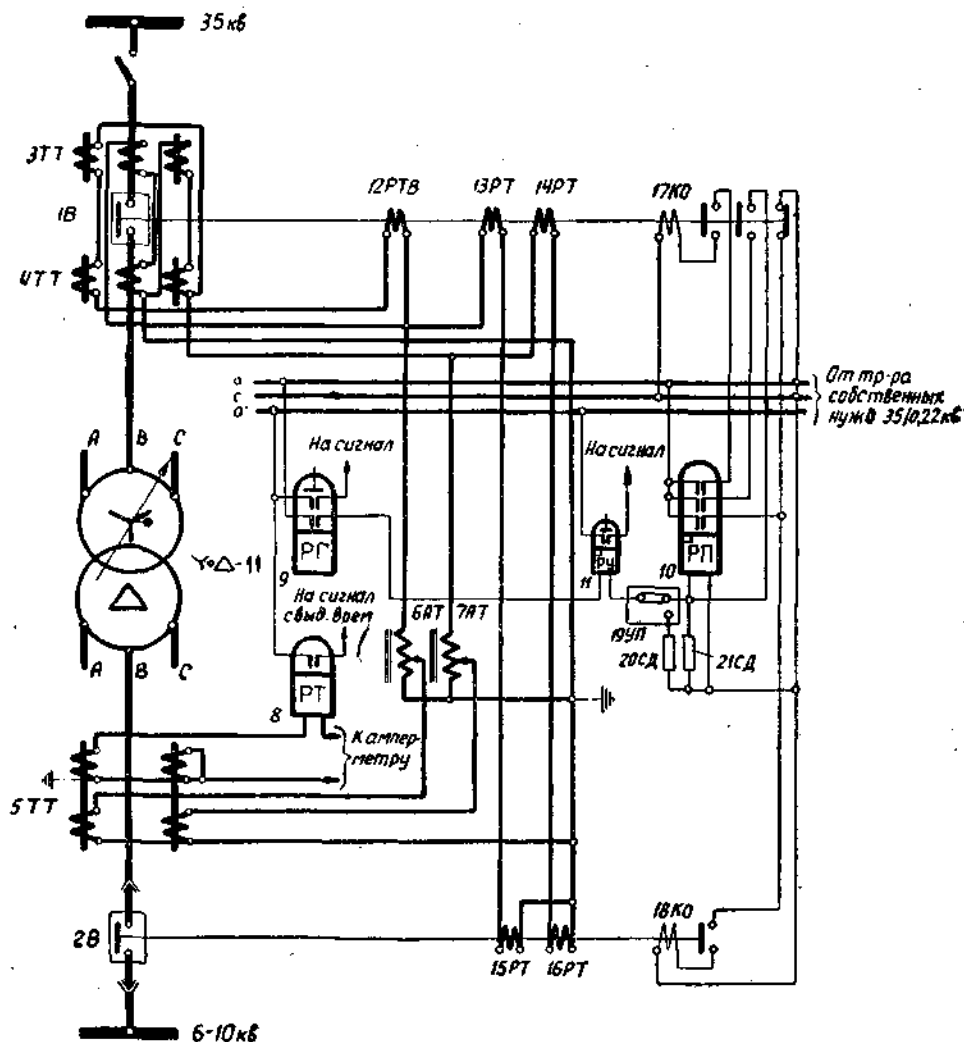 35кв
3ТТ
1В
4ТТ
12РТВ
13РТ
14РТ
17КО
а
с
о
От тр-ра
собственных
нужд 35/0,22кв
А
В
С
На сигнал
На сигнал
РГ
9
РУ
11
РП
10
Y₀Δ-11
На сигнал
с выд. врем
6АТ
7АТ
19УП
20СД
21СД
РТ
8
К ампер-
метру
А
В
С
5ТТ
2В
15РТ
16РТ
18КО
6-10кв